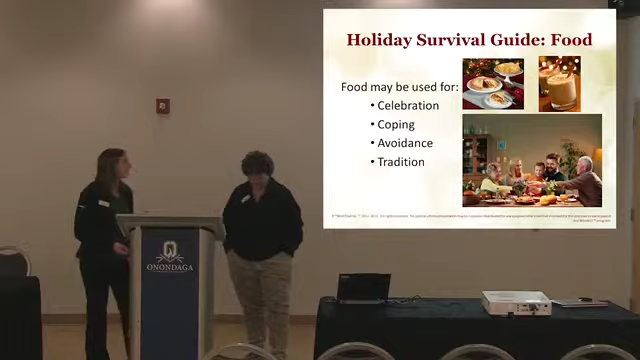 Holiday Survival Guide: Food
Food may be used for:
• Celebration
• Coping
• Avoidance
• Tradition
ONONDAGA